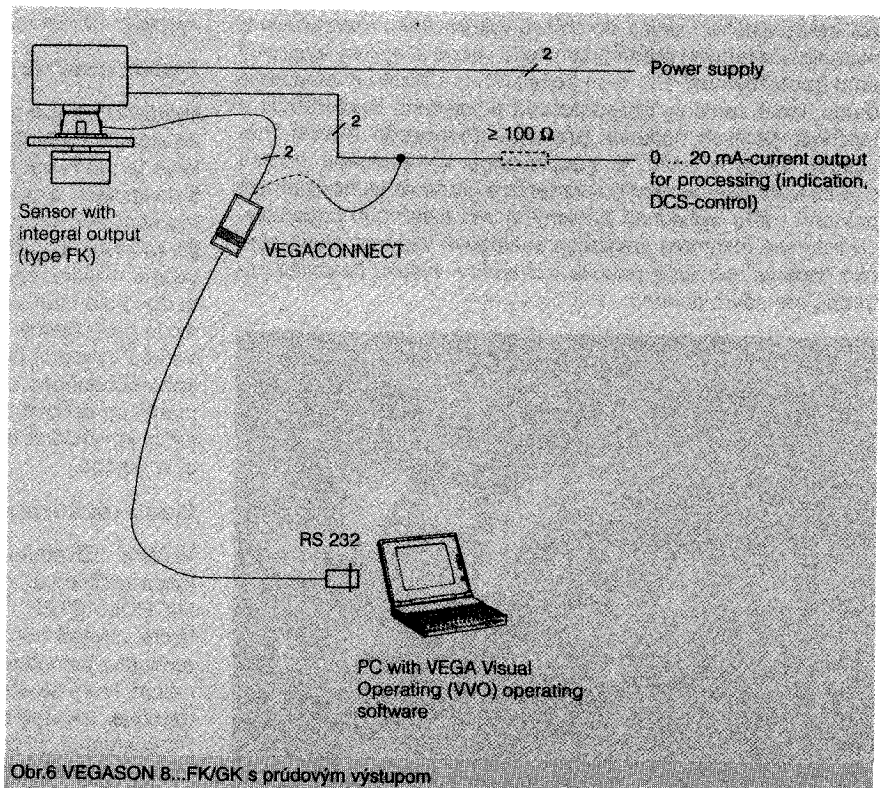 2
Power supply
2
≥ 100 Ω
2
0 ... 20 mA-current output
for processing (indication,
DCS-control)
Sensor with
integral output
(type FK)
VEGACONNECT
RS 232
PC with VEGA Visual
Operating (VVO) operating
software
Obr.6 VEGASON 8...FK/GK s prúdovým výstupom